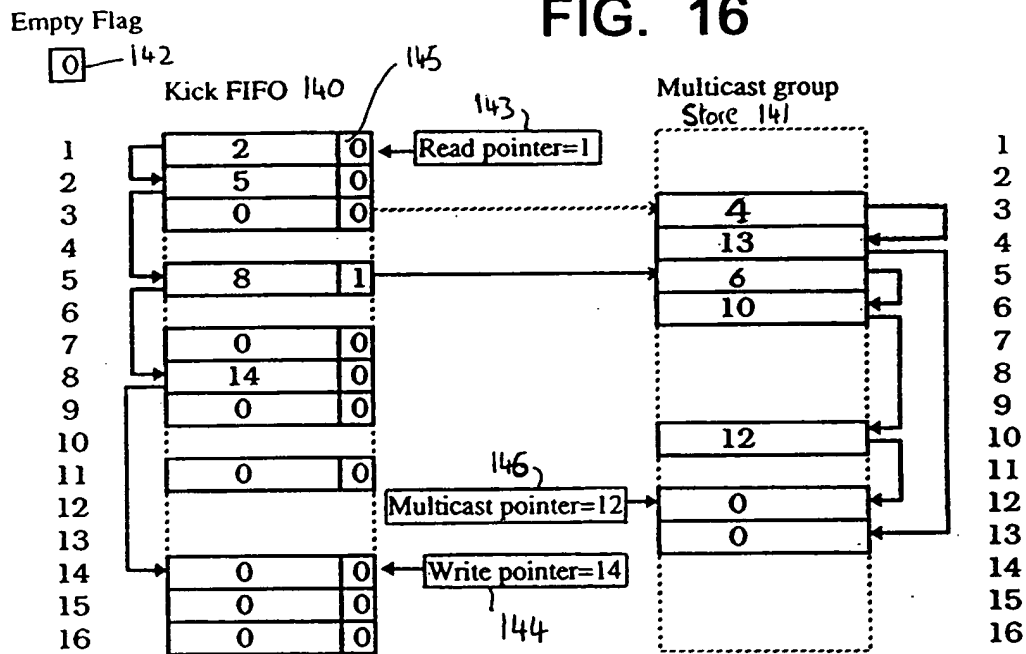 FIG. 16
Empty Flag
0 142
145
Kick FIFO 140
143
Multicast group
Store 141
1 2 0 Read pointer=1 1
2 5 0 2
3 0 0 4 3
4 13 4
5 8 1 6 5
6 10 6
7 0 0 7
8 14 0 8
9 0 0 9
10 12 10
11 0 0 146 11
12 Multicast pointer=12 0 12
13 0 13
14 0 0 Write pointer=14 14
15 0 0 15
16 0 0 144 16